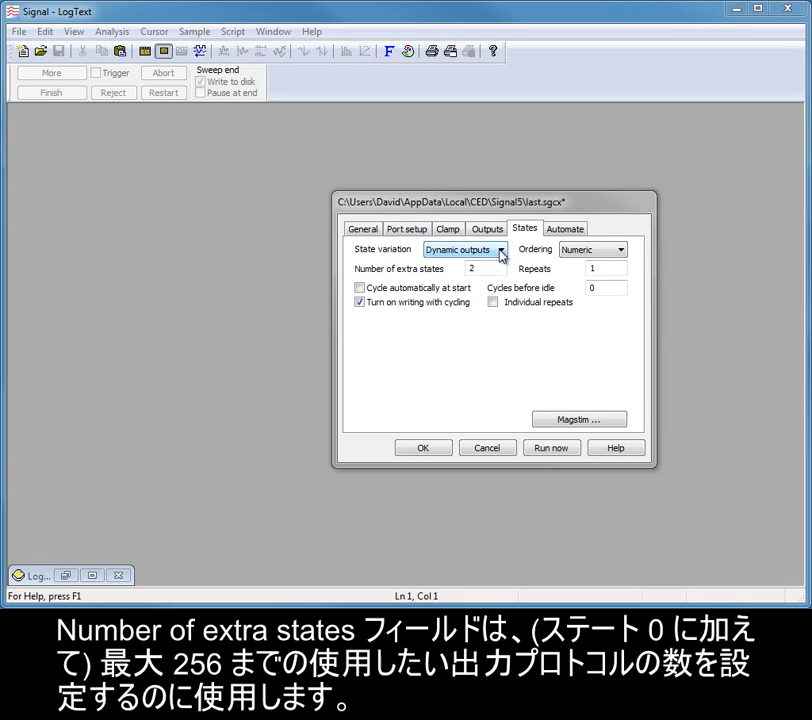 Signal - LogText
File Edit View Analysis Cursor Sample Script Window Help
More Trigger Abort
Sweep end
Write to disk
Finish Reject Restart
Pause at end
C:\Users\David\AppData\Local\CED\Signal5\last.sgcx*
General Port setup Clamp Outputs States Automate
State variation Dynamic outputs Ordering Numeric
Number of extra states 2 Repeats 1
Cycle automatically at start Cycles before idle 0
Turn on writing with cycling Individual repeats
Magstim ...
OK Cancel Run now Help
Log...
For Help, press F1 Ln 1, Col 1
Number of extra states フィールドは、(ステート 0 に加え
て) 最大 256 までの使用したい出力プロトコルの数を設
定するのに使用します。